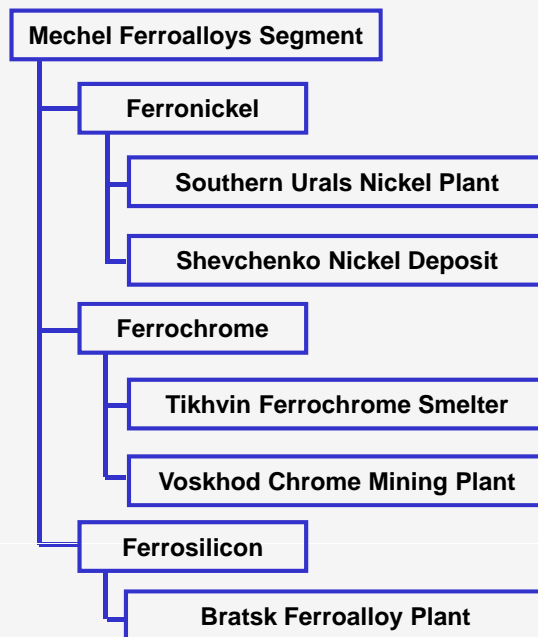 Mechel Ferroalloys Segment
Ferronickel
Southern Urals Nickel Plant
Shevchenko Nickel Deposit
Ferrochrome
Tikhvin Ferrochrome Smelter
Voskhod Chrome Mining Plant
Ferrosilicon
Bratsk Ferroalloy Plant